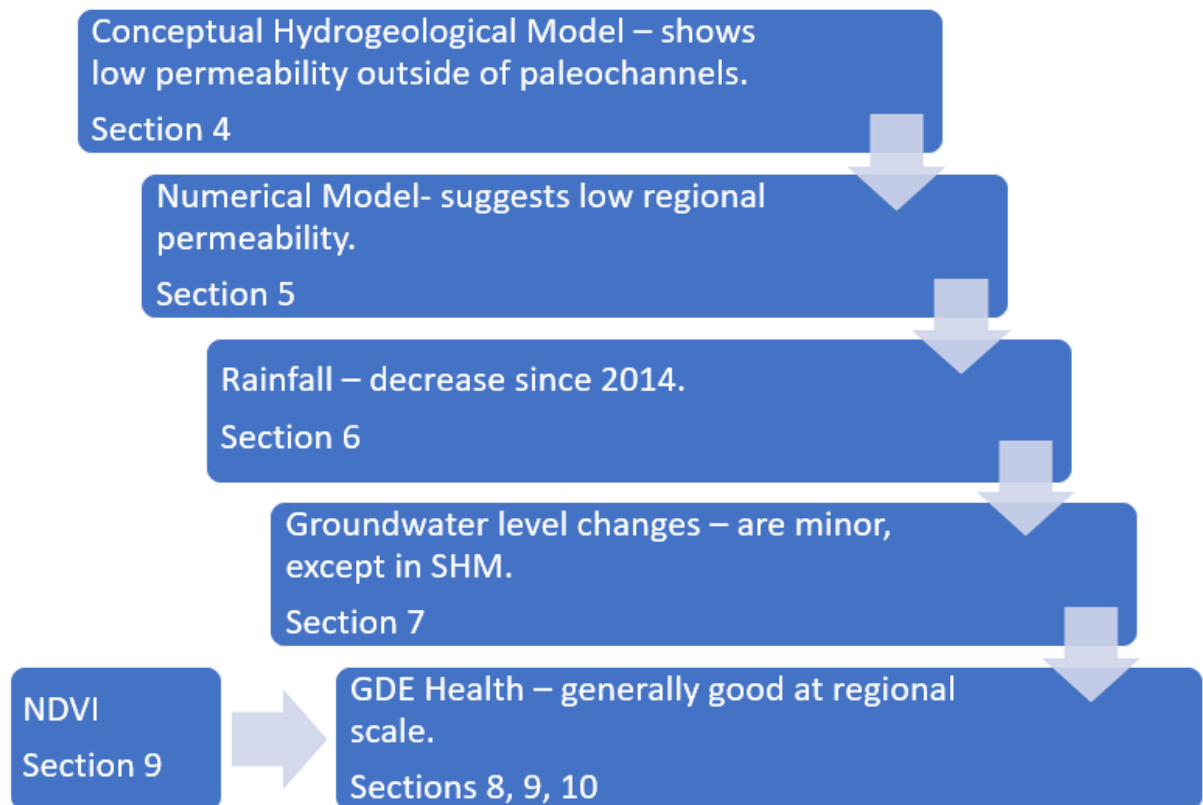 Conceptual Hydrogeological Model – shows
low permeability outside of paleochannels.
Section 4
Numerical Model- suggests low regional
permeability.
Section 5
Rainfall – decrease since 2014.
Section 6
Groundwater level changes – are minor,
except in SHM.
Section 7
NDVI
Section 9
GDE Health – generally good at regional
scale.
Sections 8, 9, 10